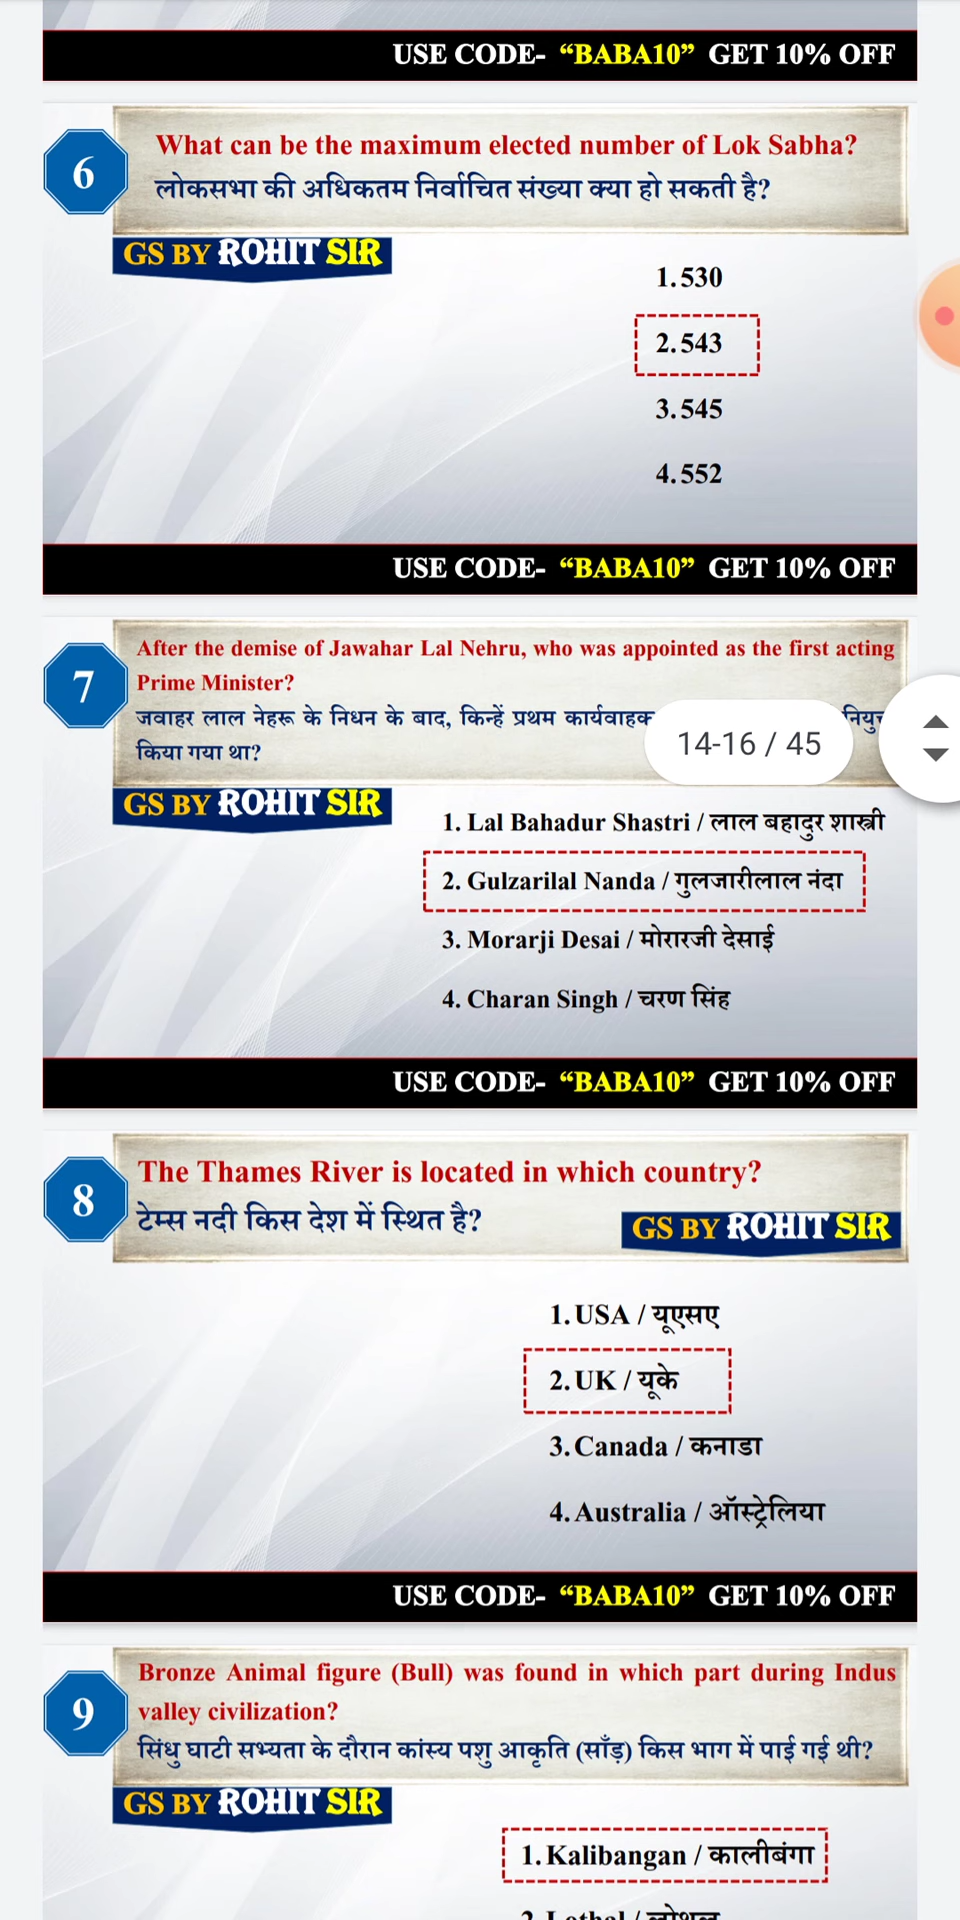 USE CODE- “BABA10” GET 10% OFF
6
What can be the maximum elected number of Lok Sabha?
लोकसभा की अधिकतम निर्वाचित संख्या क्या हो सकती है?
GS BY ROHIT SIR
1. 530
2. 543
3. 545
4. 552
USE CODE- “BABA10” GET 10% OFF
7
After the demise of Jawahar Lal Nehru, who was appointed as the first acting
Prime Minister?
जवाहर लाल नेहरू के निधन के बाद, किन्हें प्रथम कार्यवाहक
किया गया था?
14-16 / 45
GS BY ROHIT SIR
1. Lal Bahadur Shastri / लाल बहादुर शास्त्री
2. Gulzarilal Nanda / गुलजारीलाल नंदा
3. Morarji Desai / मोरारजी देसाई
4. Charan Singh / चरण सिंह
USE CODE- “BABA10” GET 10% OFF
8
The Thames River is located in which country?
टेम्स नदी किस देश में स्थित है?
GS BY ROHIT SIR
1. USA / यूएसए
2. UK / यूके
3. Canada / कनाडा
4. Australia / ऑस्ट्रेलिया
USE CODE- “BABA10” GET 10% OFF
9
Bronze Animal figure (Bull) was found in which part during Indus
valley civilization?
सिंधु घाटी सभ्यता के दौरान कांस्य पशु आकृति (साँड़) किस भाग में पाई गई थी?
GS BY ROHIT SIR
1. Kalibangan / कालीबंगा
2. Lothal / लोथल